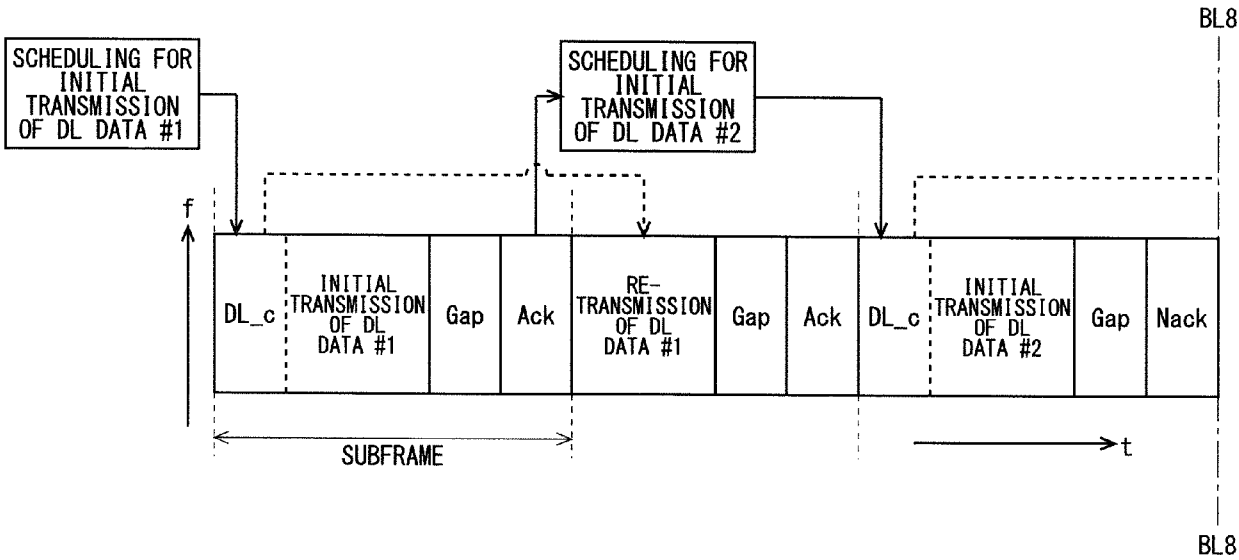 BL8
SCHEDULING FOR
INITIAL
TRANSMISSION
OF DL DATA #1
SCHEDULING FOR
INITIAL
TRANSMISSION
OF DL DATA #2
f
DL_c
INITIAL
TRANSMISSION
OF DL
DATA #1
Gap
Ack
RE-
TRANSMISSION
OF DL
DATA #1
Gap
Ack
DL_c
INITIAL
TRANSMISSION
OF DL
DATA #2
Gap
Nack
SUBFRAME
t
BL8